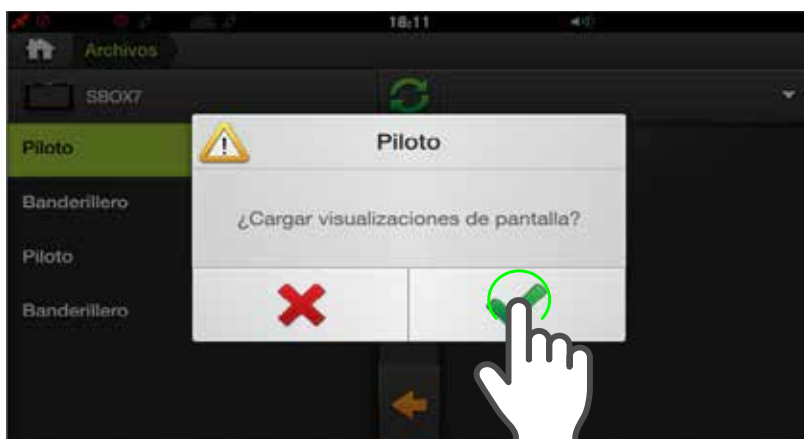 18:11
Archivos
SBOX7
Piloto
Piloto
Banderillero
¿Cargar visualizaciones de pantalla?
Piloto
Banderillero